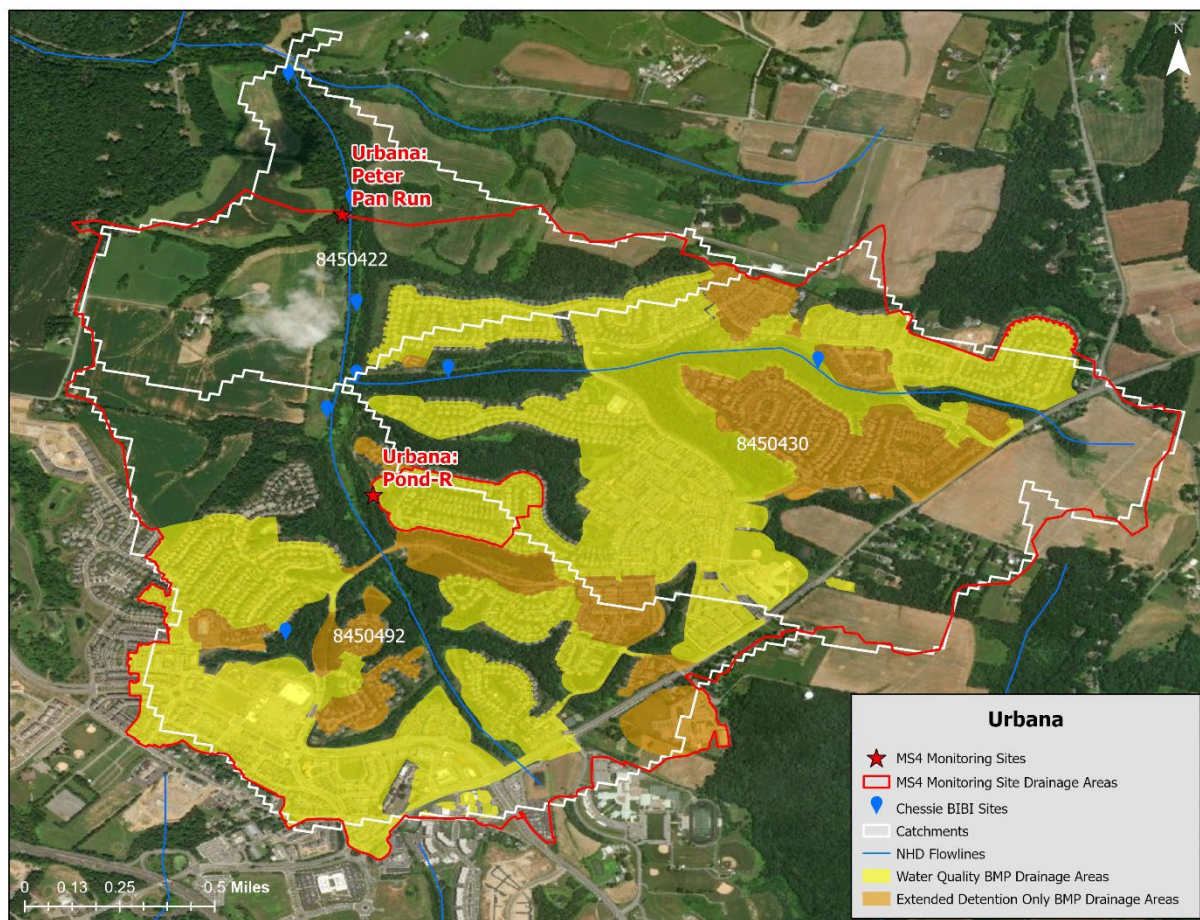 N
Urbana:
Peter
Pan Run
8450422
8450430
Urbana:
Pond-R
8450492
Urbana
MS4 Monitoring Sites
MS4 Monitoring Site Drainage Areas
Chessie BIBI Sites
Catchments
NHD Flowlines
Water Quality BMP Drainage Areas
Extended Detention Only BMP Drainage Areas
0 0.13 0.25 0.5 Miles